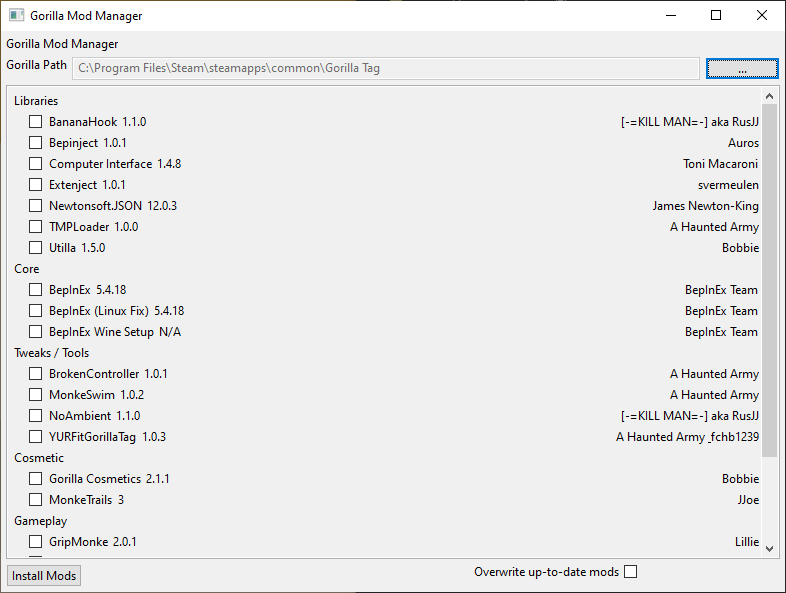 Gorilla Mod Manager
Gorilla Mod Manager
Gorilla Path C:\Program Files\Steam\steamapps\common\Gorilla Tag ...
Libraries
BananaHook 1.1.0 [-=KILL MAN=-] aka RusJJ
Bepinject 1.0.1 Auros
Computer Interface 1.4.8 Toni Macaroni
Extenject 1.0.1 svermeulen
Newtonsoft.JSON 12.0.3 James Newton-King
TMPLoader 1.0.0 A Haunted Army
Utilla 1.5.0 Bobbie
Core
BepInEx 5.4.18 BepInEx Team
BepInEx (Linux Fix) 5.4.18 BepInEx Team
BepInEx Wine Setup N/A BepInEx Team
Tweaks / Tools
BrokenController 1.0.1 A Haunted Army
MonkeSwim 1.0.2 A Haunted Army
NoAmbient 1.1.0 [-=KILL MAN=-] aka RusJJ
YURFitGorillaTag 1.0.3 A Haunted Army _fchb1239
Cosmetic
Gorilla Cosmetics 2.1.1 Bobbie
MonkeTrails 3 JJoe
Gameplay
GripMonke 2.0.1 Lillie
Install Mods Overwrite up-to-date mods